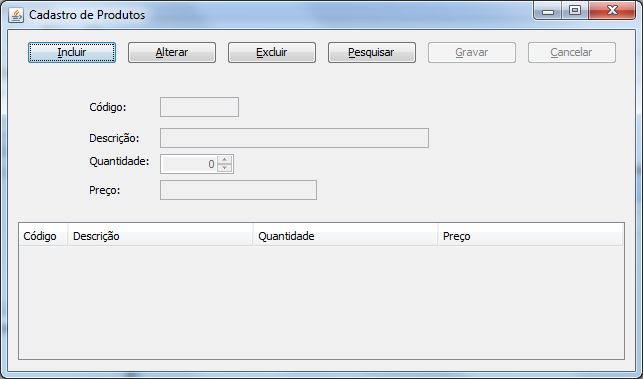 Cadastro de Produtos
Incluir Alterar Excluir Pesquisar Gravar Cancelar
Código:
Descrição:
Quantidade: 0
Preço:
Código Descrição Quantidade Preço